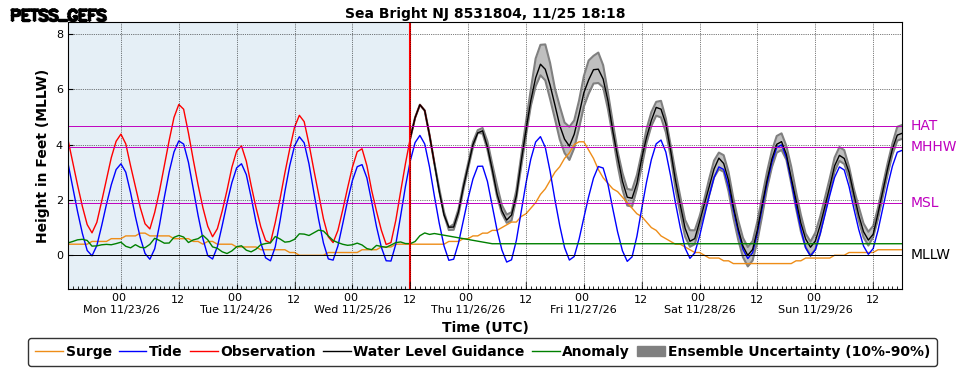 PETSS_GEFS
Sea Bright NJ 8531804, 11/25 18:18
Height in Feet (MLLW)
8
6
4
2
0
HAT
MHHW
MSL
MLLW
00 12 00 12 00 12 00 12 00 12 00 12 00 12
Mon 11/23/26 Tue 11/24/26 Wed 11/25/26 Thu 11/26/26 Fri 11/27/26 Sat 11/28/26 Sun 11/29/26
Time (UTC)
Surge Tide Observation Water Level Guidance Anomaly Ensemble Uncertainty (10%-90%)